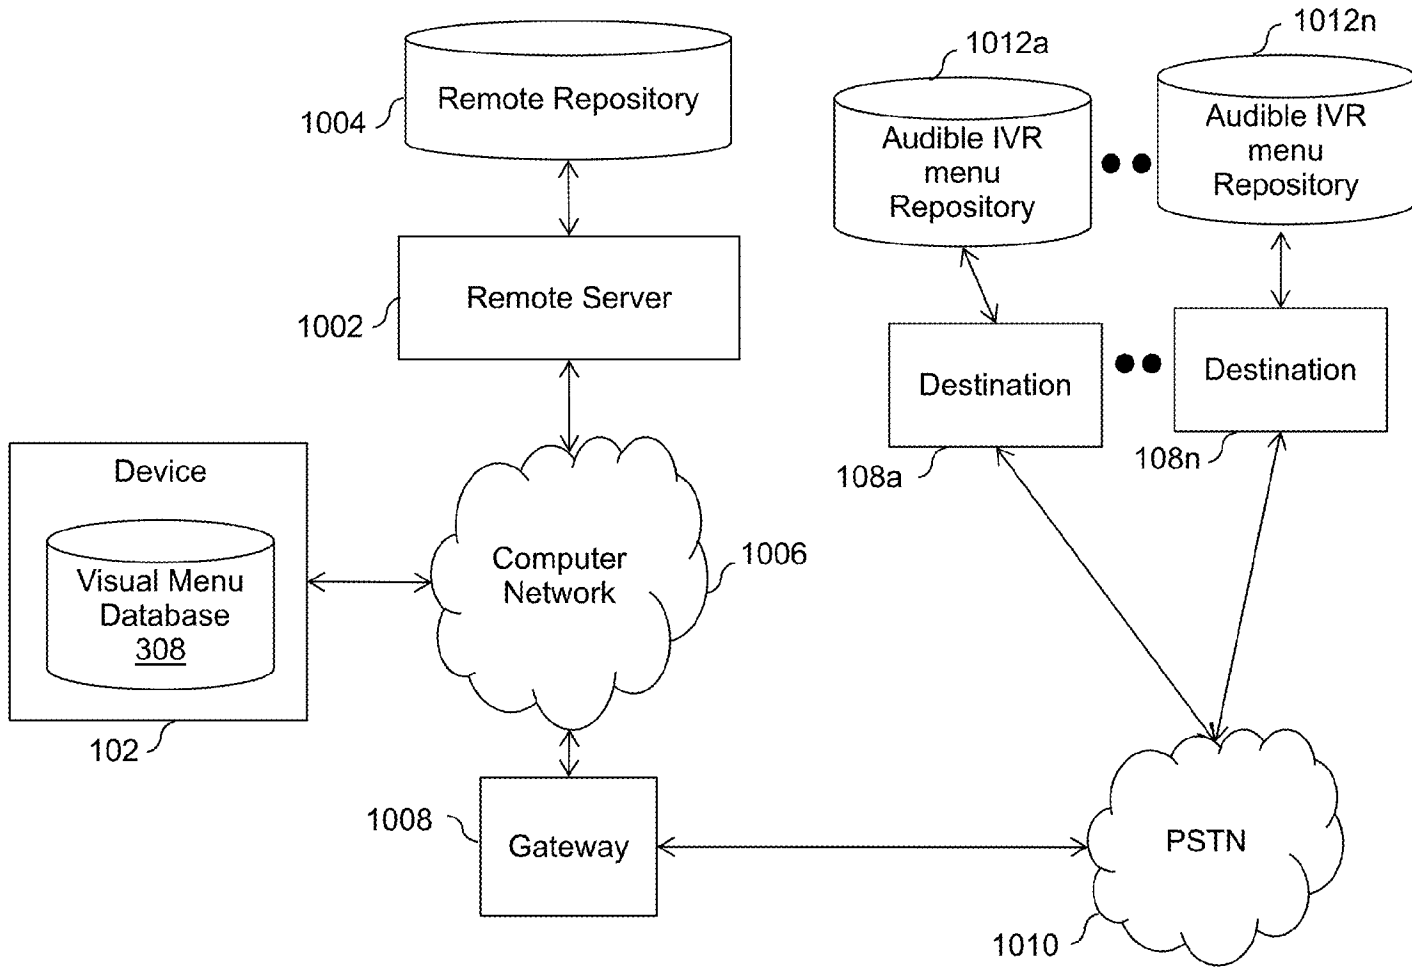 1012a
1012n
Remote Repository
1004
Audible IVR
menu
Repository
Audible IVR
menu
Repository
Remote Server
1002
Destination
108a
Destination
108n
Device
Visual Menu
Database
308
102
Computer
Network
1006
1008
Gateway
PSTN
1010